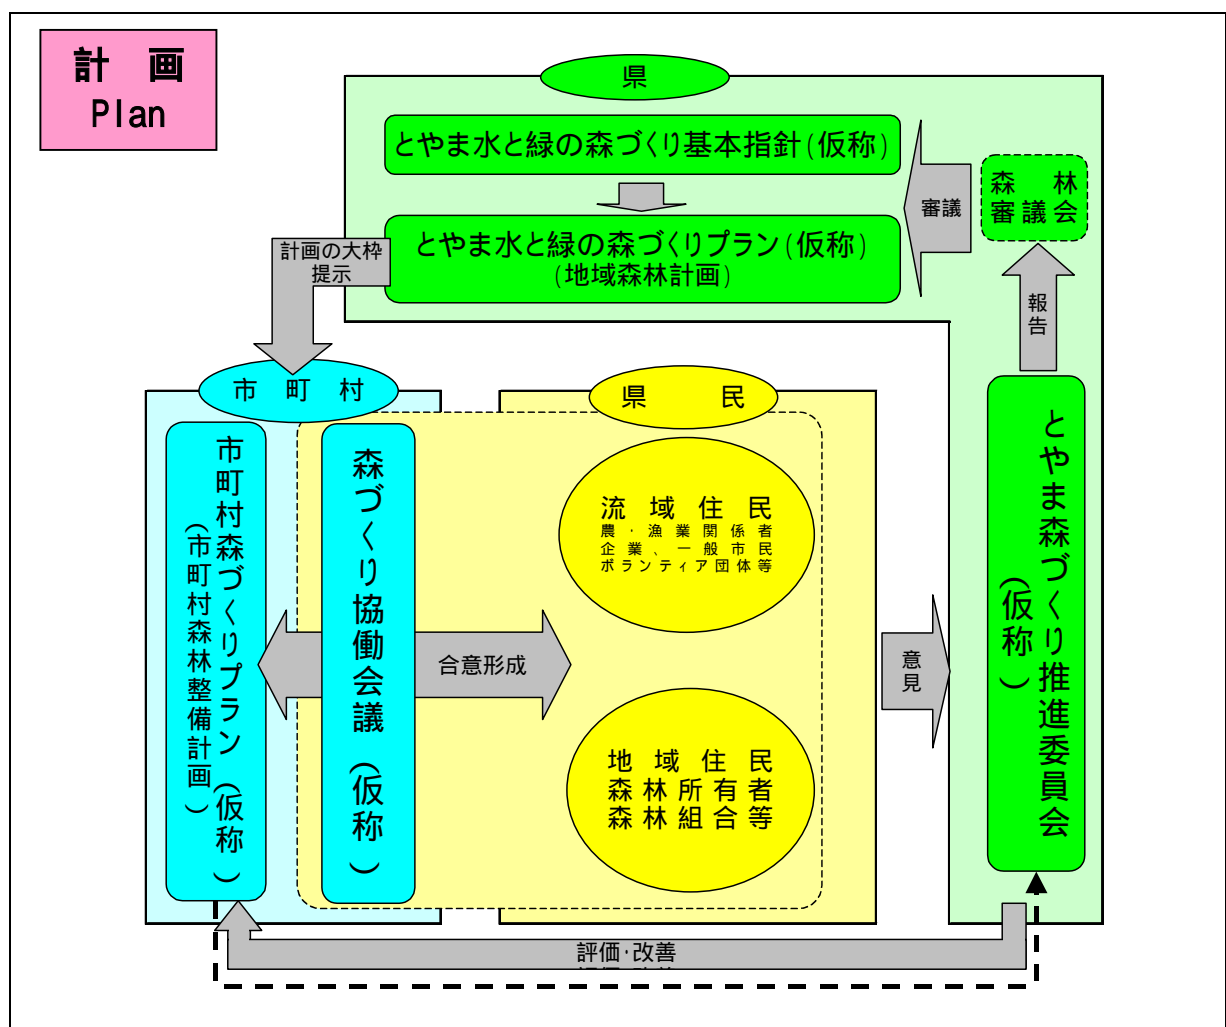 計 画
Plan
県
とやま水と緑の森づくり基本指針(仮称)
森 林
審議会
審議
とやま水と緑の森づくりプラン(仮称)
(地域森林計画)
計画の大枠
提示
報告
市 町 村
県 民
市町村森づくりプラン(仮称)
(市町村森林整備計画)
森づくり協働会議(仮称)
合意形成
流 域 住 民
農・漁業関係者
企業、一般市民
ボランティア団体等
地 域 住 民
森林所有者
森林組合等
意見
とやま森づくり推進委員会
(仮称)
評価・改善